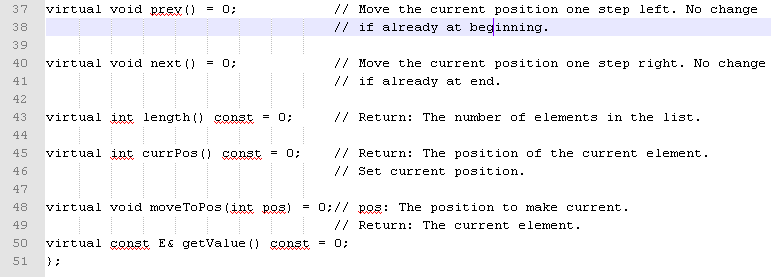 37 virtual void prev() = 0; // Move the current position one step left. No change
38 // if already at beginning.
39
40 virtual void next() = 0; // Move the current position one step right. No change
41 // if already at end.
42
43 virtual int length() const = 0; // Return: The number of elements in the list.
44
45 virtual int currPos() const = 0; // Return: The position of the current element.
46 // Set current position.
47
48 virtual void moveToPos(int pos) = 0;// pos: The position to make current.
49 // Return: The current element.
50 virtual const E& getValue() const = 0;
51 };